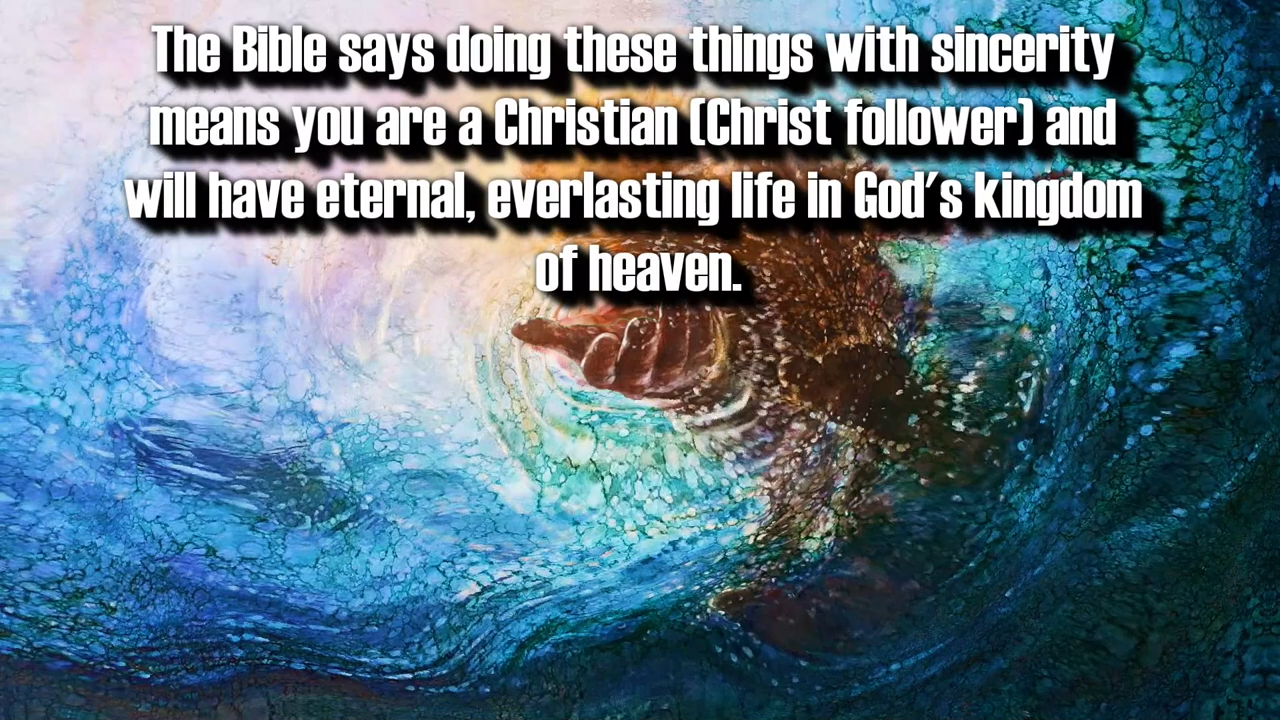 The Bible says doing these things with sincerity
means you are a Christian (Christ follower) and
will have eternal, everlasting life in God's kingdom
of heaven.